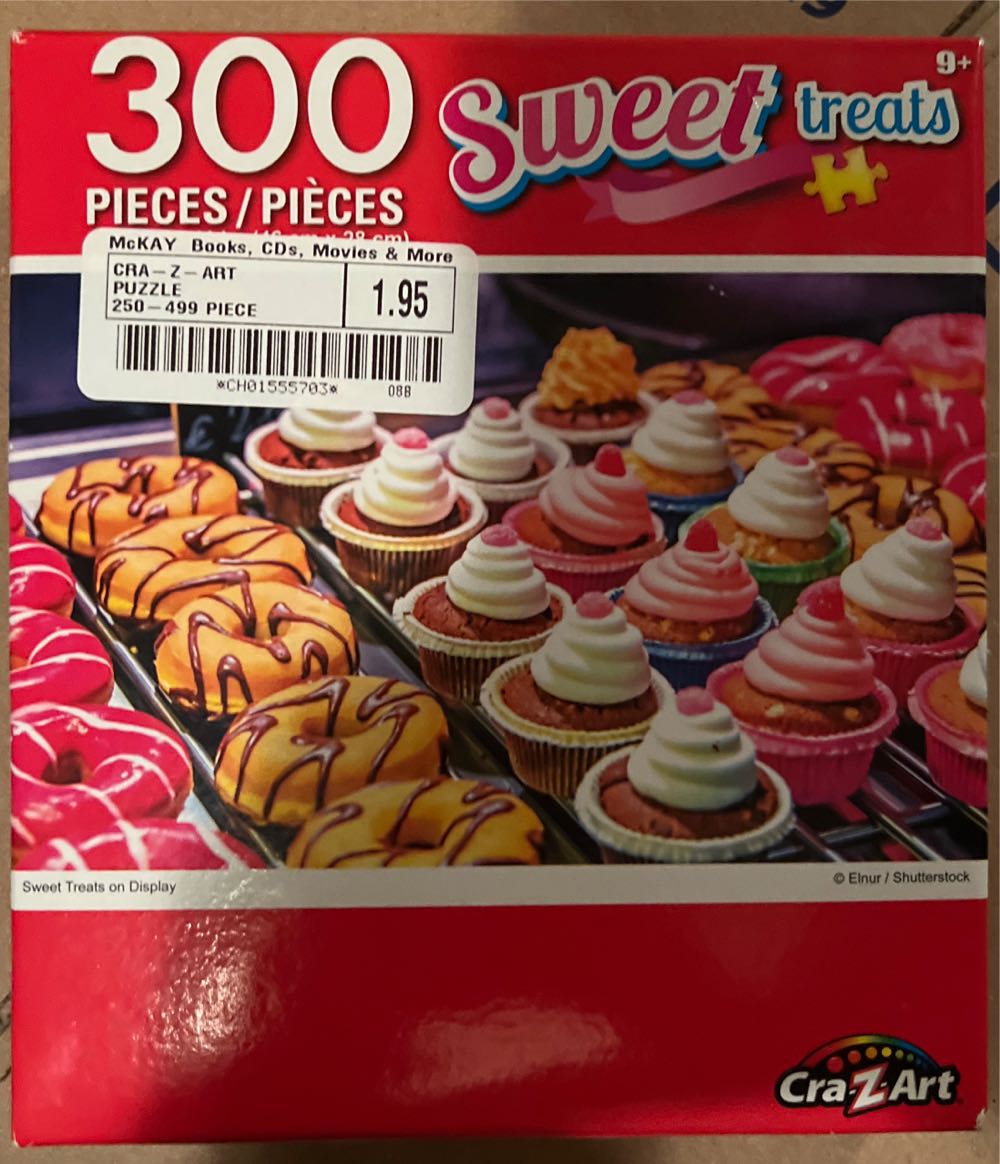 300
PIECES / PIÈCES
Sweet treats
9+
McKAY Books, CDs, Movies & More
CRA-Z-ART
PUZZLE
250-499 PIECE
1.95
*CH01555703*
08B
Sweet Treats on Display
© Elnur / Shutterstock
Cra-Z-Art